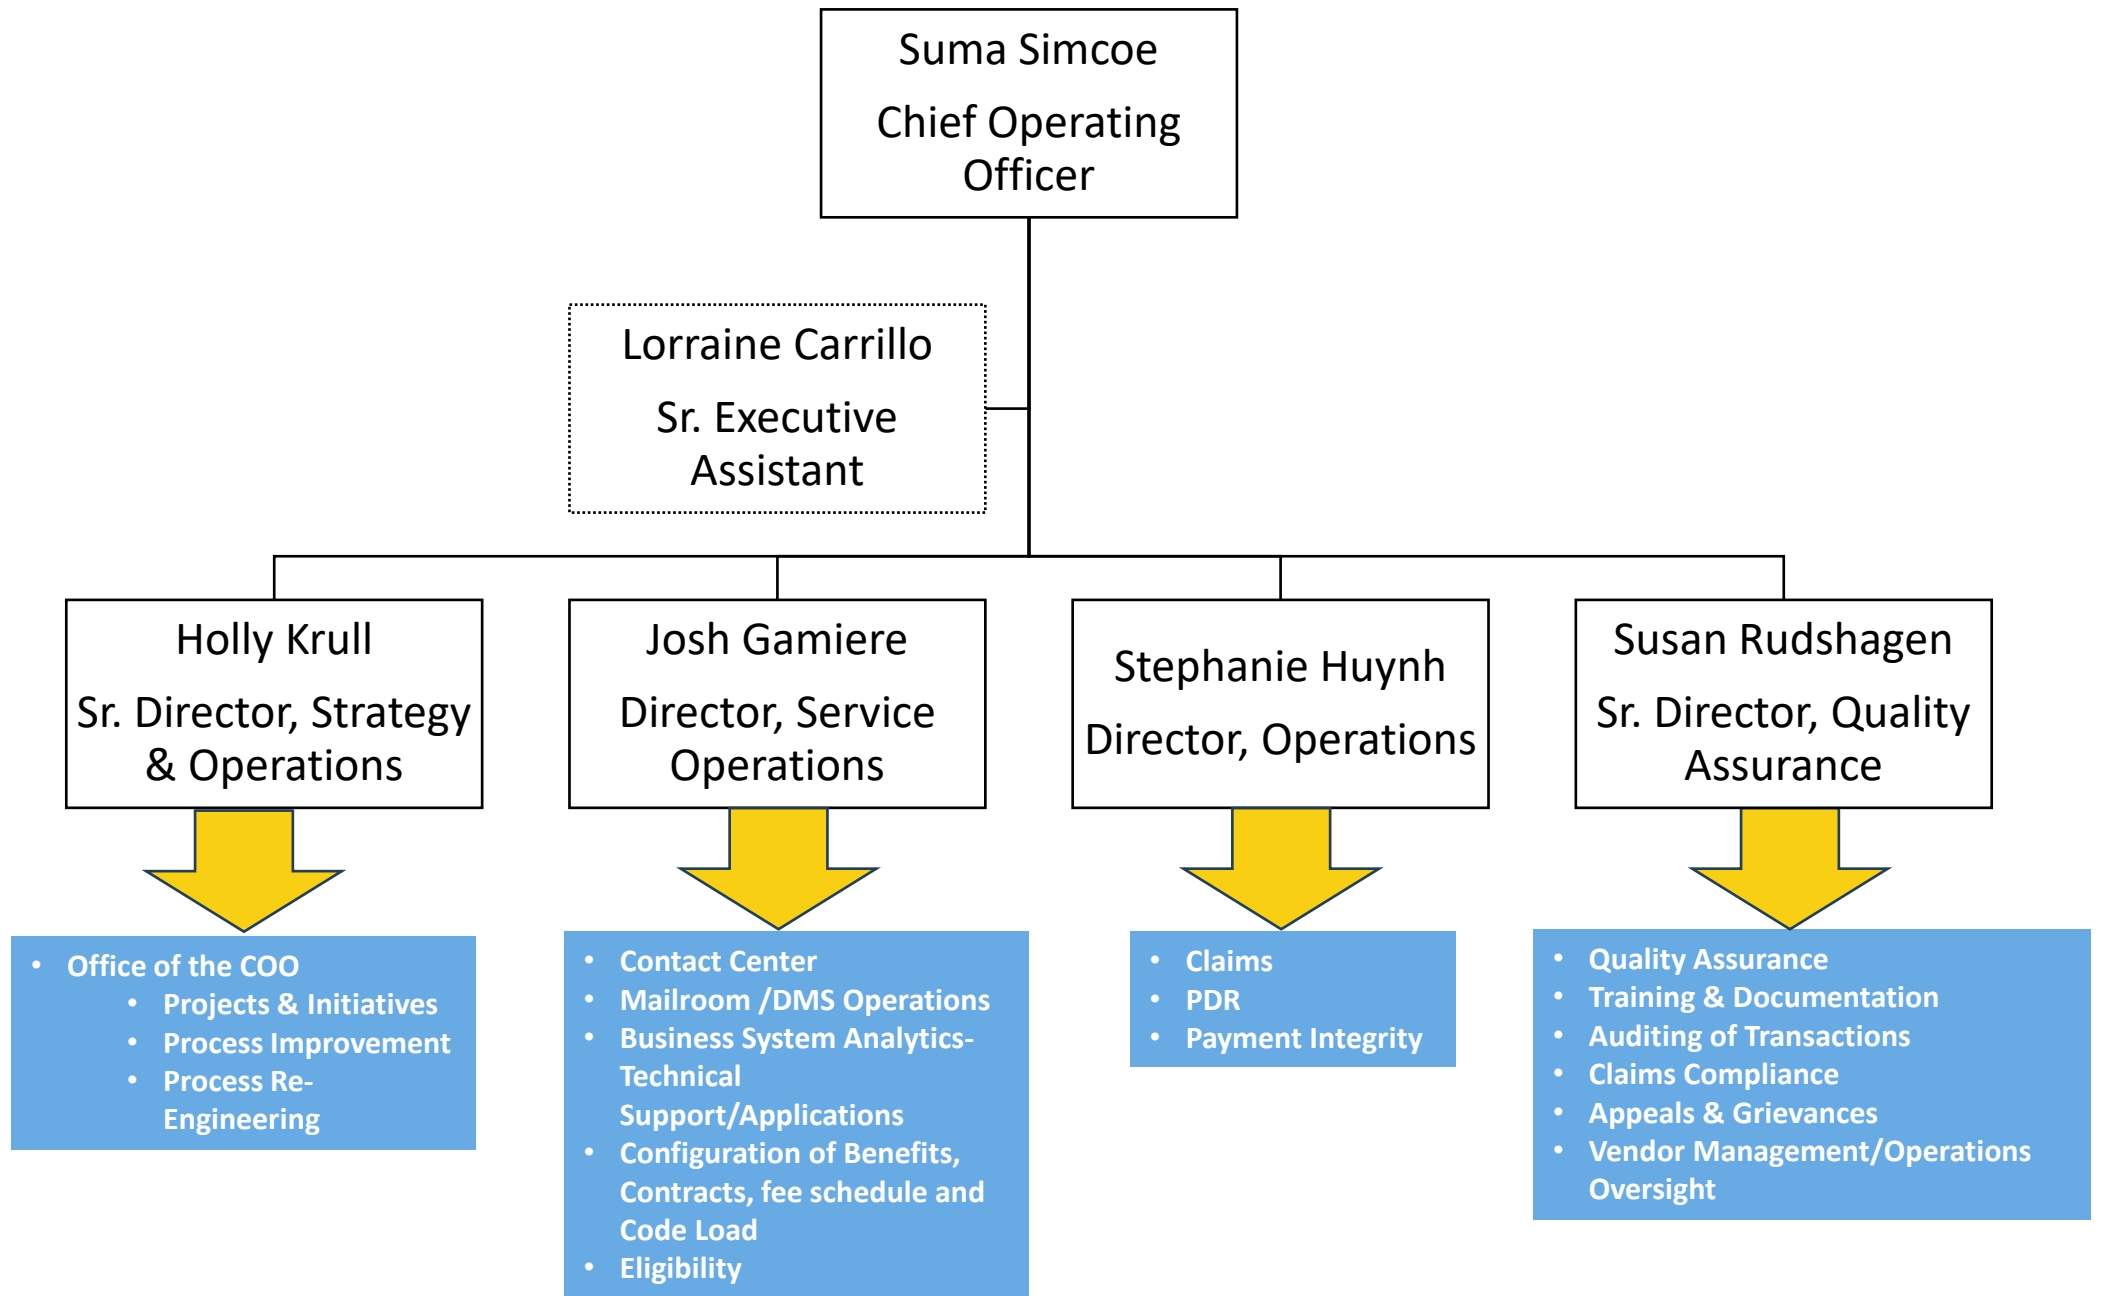 Suma Simcoe
Chief Operating
Officer
Lorraine Carrillo
Sr. Executive
Assistant
Holly Krull
Sr. Director, Strategy
& Operations
Josh Gamiere
Director, Service
Operations
Stephanie Huynh
Director, Operations
Susan Rudshagen
Sr. Director, Quality
Assurance
• Office of the COO
• Projects & Initiatives
• Process Improvement
• Process Re-
Engineering
• Contact Center
• Mailroom /DMS Operations
• Business System Analytics-
Technical
Support/Applications
• Configuration of Benefits,
Contracts, fee schedule and
Code Load
• Eligibility
• Claims
• PDR
• Payment Integrity
• Quality Assurance
• Training & Documentation
• Auditing of Transactions
• Claims Compliance
• Appeals & Grievances
• Vendor Management/Operations
Oversight